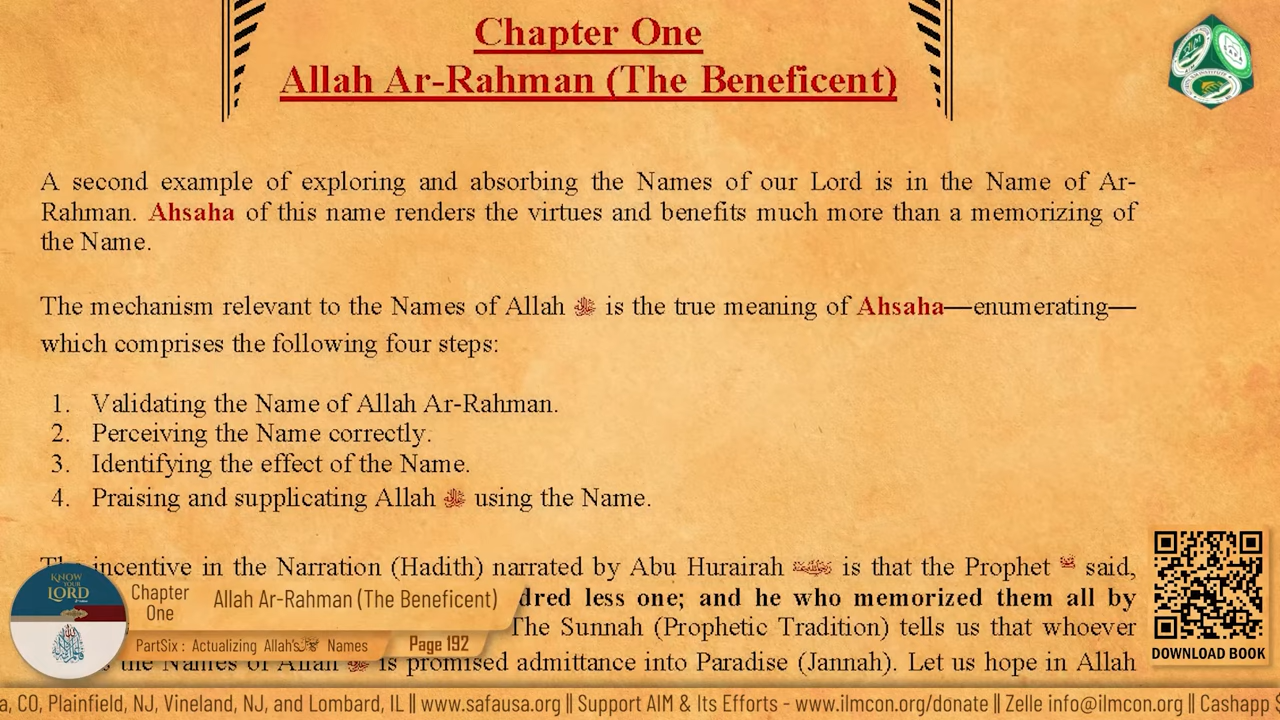 Chapter One
Allah Ar-Rahman (The Beneficent)
A second example of exploring and absorbing the Names of our Lord is in the Name of Ar-
Rahman. Ahsaha of this name renders the virtues and benefits much more than a memorizing of
the Name.
The mechanism relevant to the Names of Allah ﷻ is the true meaning of Ahsaha—enumerating—
which comprises the following four steps:
1. Validating the Name of Allah Ar-Rahman.
2. Perceiving the Name correctly.
3. Identifying the effect of the Name.
4. Praising and supplicating Allah ﷻ using the Name.
The incentive in the Narration (Hadith) narrated by Abu Hurairah is that the Prophet ﷺ said,
dred less one; and he who memorized them all by
The Sunnah (Prophetic Tradition) tells us that whoever
the Names of Allah ﷻ is promised admittance into Paradise (Jannah). Let us hope in Allah
KNOW
YOUR
LORD
Chapter
One
Allah Ar-Rahman (The Beneficent)
PartSix : Actualizing Allah's ﷻ Names
Page 192
DOWNLOAD BOOK
a, CO, Plainfield, NJ, Vineland, NJ, and Lombard, IL || www.safausa.org || Support AIM & Its Efforts - www.ilmcon.org/donate || Zelle info@ilmcon.org || Cashapp $